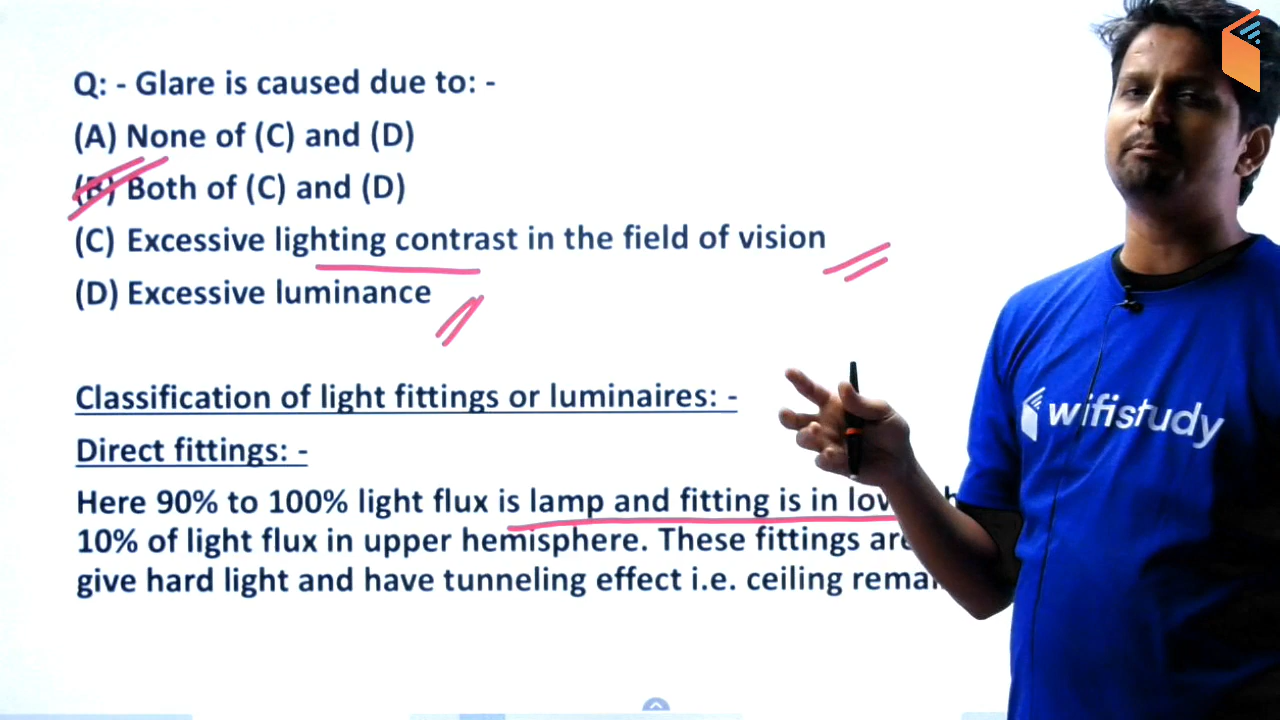 Q: - Glare is caused due to: -
(A) None of (C) and (D)
(B) Both of (C) and (D)
(C) Excessive lighting contrast in the field of vision
(D) Excessive luminance
Classification of light fittings or luminaires: -
Direct fittings: -
Here 90% to 100% light flux is lamp and fitting is in
10% of light flux in upper hemisphere. These fittings are
give hard light and have tunneling effect i.e. ceiling
wifistudy